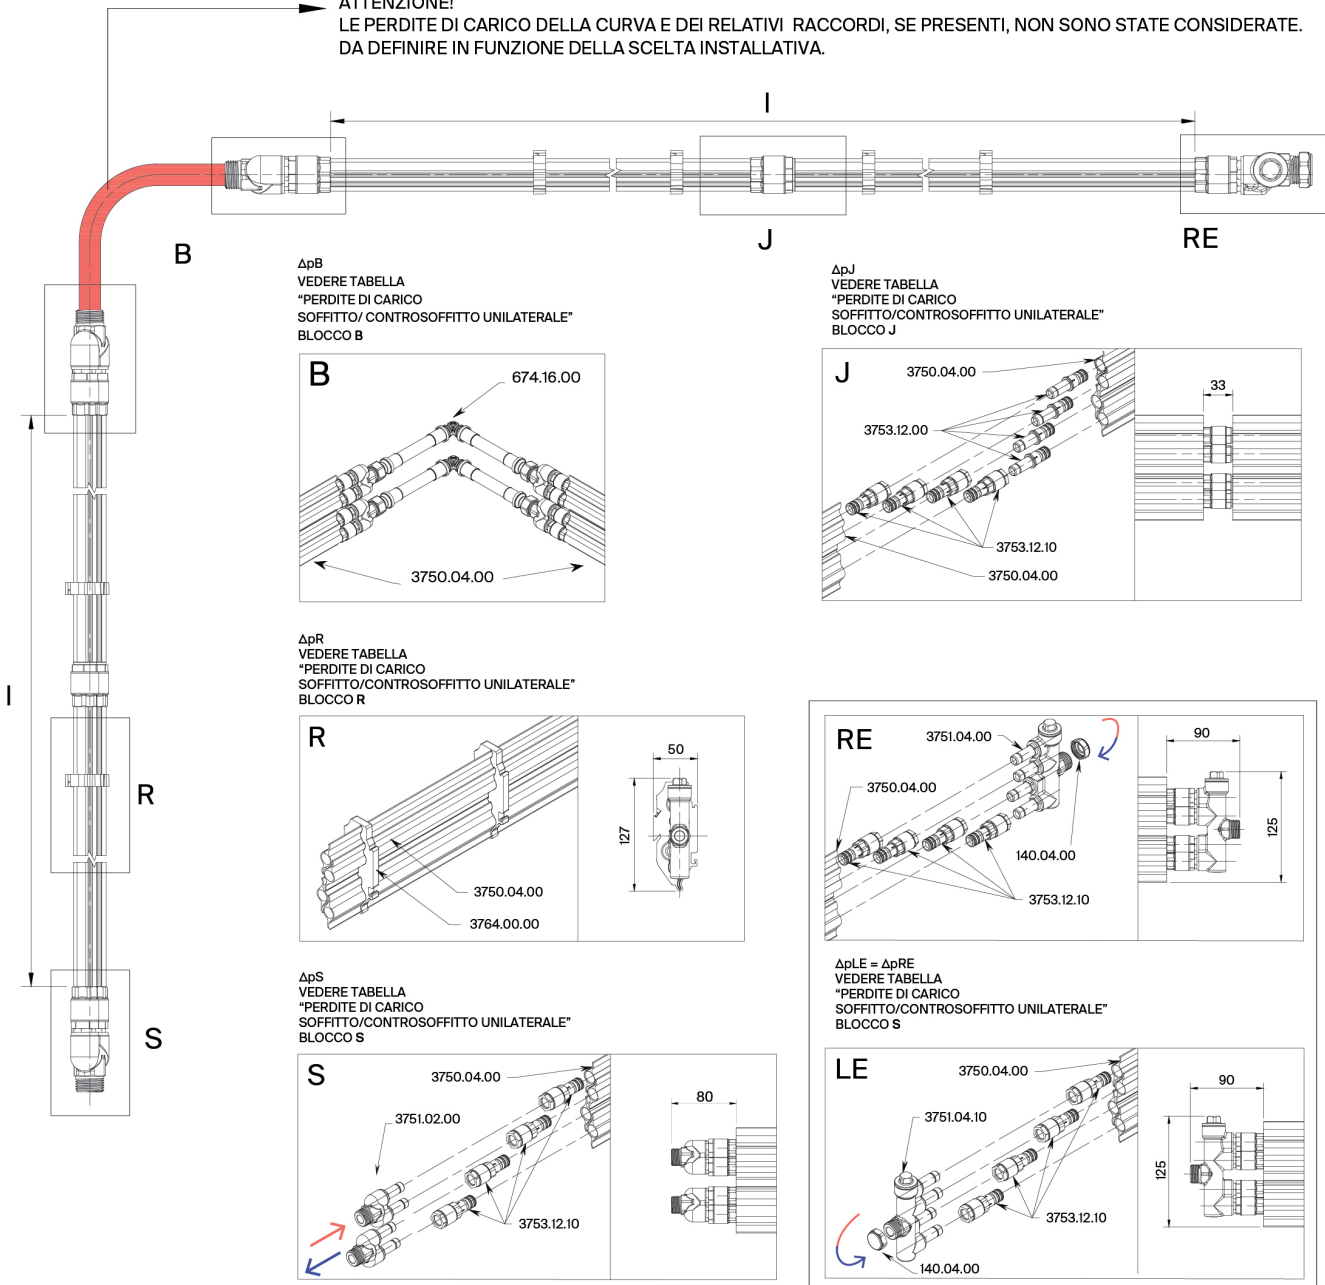 ATTENZIONE!
LE PERDITE DI CARICO DELLA CURVA E DEI RELATIVI RACCORDI, SE PRESENTI, NON SONO STATE CONSIDERATE.
DA DEFINIRE IN FUNZIONE DELLA SCELTA INSTALLATIVA.
l
B
J
RE
ΔpB
VEDERE TABELLA
“PERDITE DI CARICO
SOFFITTO/ CONTROSOFFITTO UNILATERALE”
BLOCCO B
ΔpJ
VEDERE TABELLA
“PERDITE DI CARICO
SOFFITTO/CONTROSOFFITTO UNILATERALE”
BLOCCO J
B
674.16.00
3750.04.00
J
3750.04.00
3753.12.00
3753.12.10
3750.04.00
33
l
R
S
ΔpR
VEDERE TABELLA
“PERDITE DI CARICO
SOFFITTO/CONTROSOFFITTO UNILATERALE”
BLOCCO R
R
3750.04.00
3764.00.00
50
127
RE
3751.04.00
3750.04.00
140.04.00
3753.12.10
90
125
ΔpS
VEDERE TABELLA
“PERDITE DI CARICO
SOFFITTO/CONTROSOFFITTO UNILATERALE”
BLOCCO S
ΔpLE = ΔpRE
VEDERE TABELLA
“PERDITE DI CARICO
SOFFITTO/CONTROSOFFITTO UNILATERALE”
BLOCCO S
S
3750.04.00
3751.02.00
3753.12.10
80
LE
3750.04.00
3751.04.10
3753.12.10
140.04.00
90
125